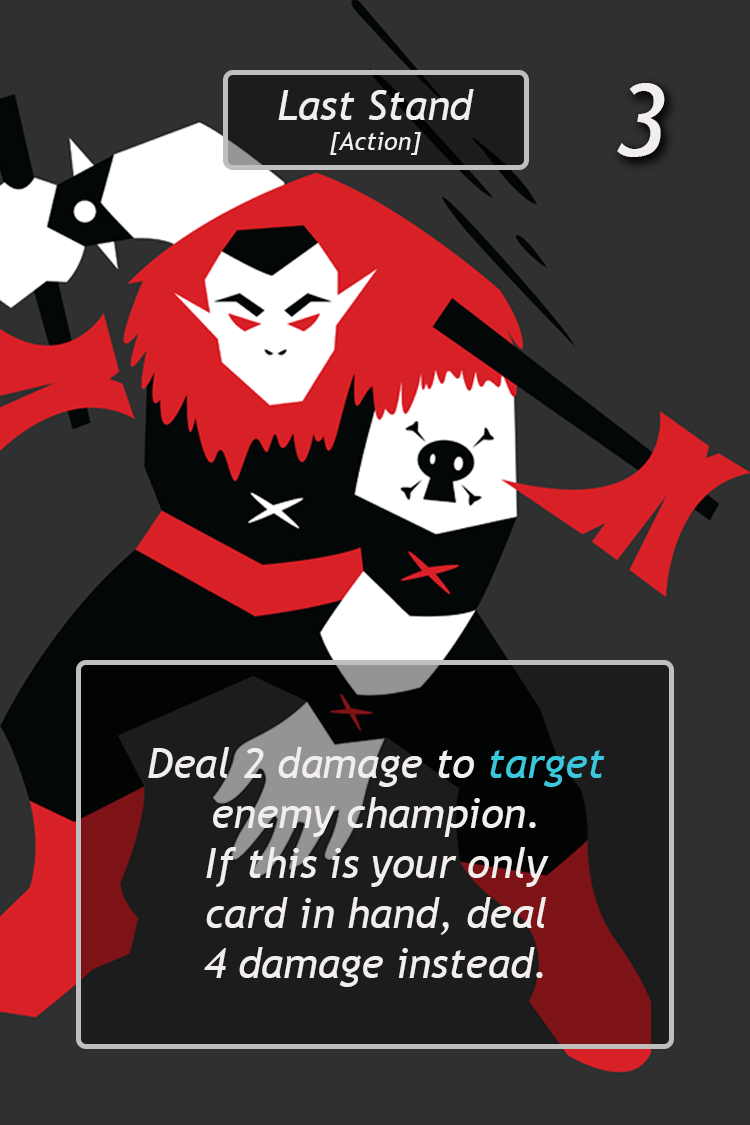 Last Stand
[Action]
3
Deal 2 damage to target
enemy champion.
If this is your only
card in hand, deal
4 damage instead.